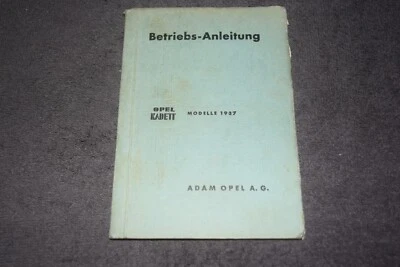 Betriebs-Anleitung
OPEL
KADETT MODELLE 1937
ADAM OPEL A. G.